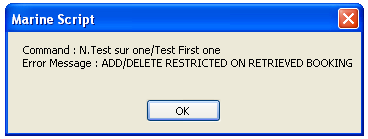 Marine Script
Command : N.Test sur one/Test First one
Error Message : ADD/DELETE RESTRICTED ON RETRIEVED BOOKING
OK